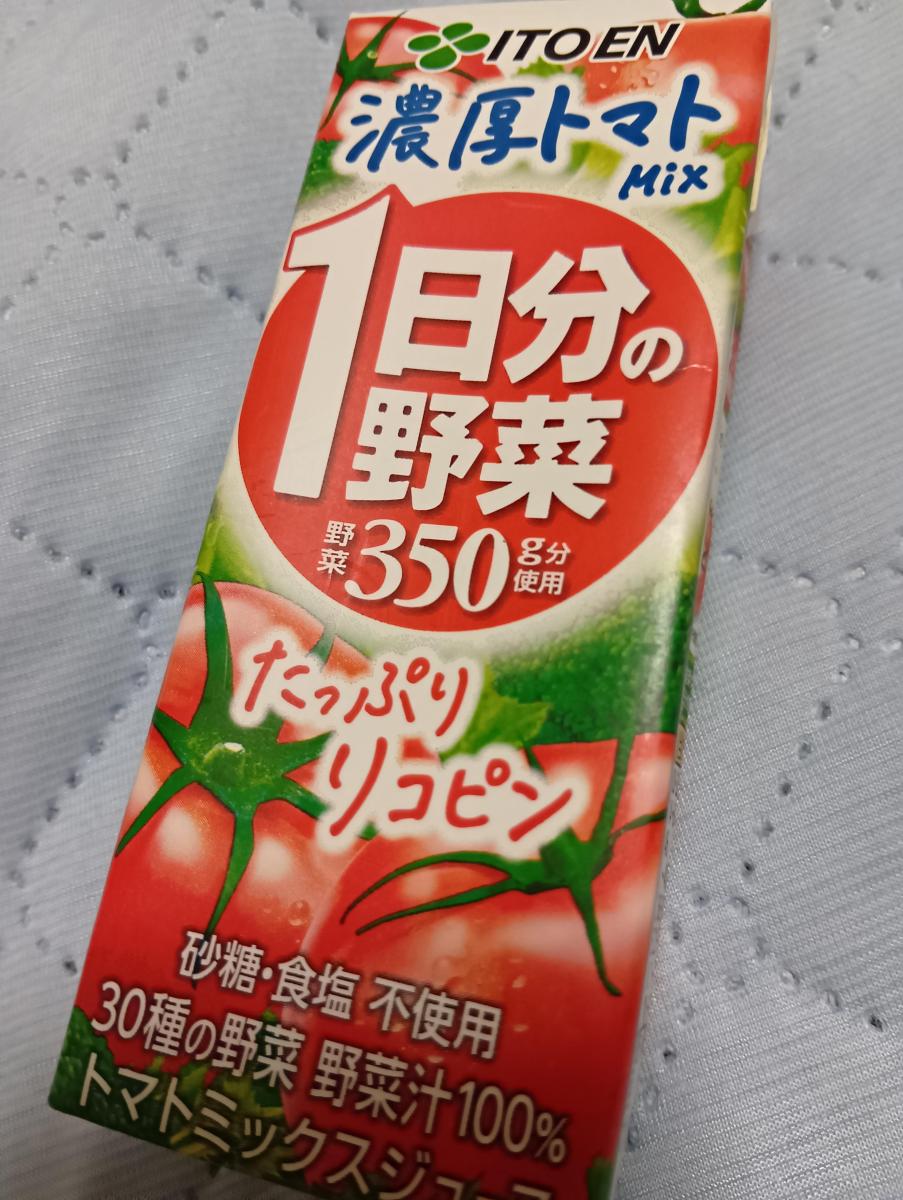 ITO EN
濃厚トマト
Mix
1日分の
野菜
野菜350g分使用
たっぷり
リコピン
砂糖・食塩 不使用
30種の野菜 野菜汁100%
トマトミックスジュース